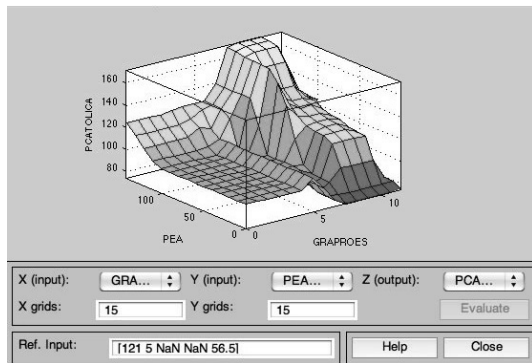 160
140
120
100
80
PCATOLICA
100
50
0
PEA
0
5
10
GRAPROES
X (input): GRA... Y (input): PEA... Z (output): PCA...
X grids: 15 Y grids: 15 Evaluate
Ref. Input: [121 5 NaN NaN 56.5] Help Close